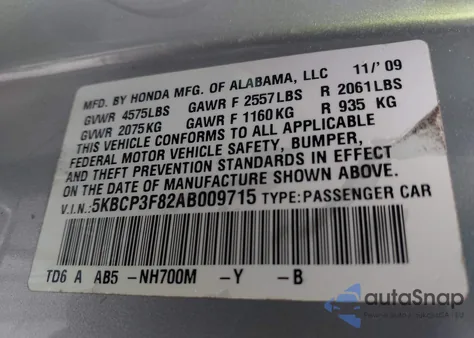 MFD. BY HONDA MFG. OF ALABAMA, LLC 11/'09
GVWR 4575LBS GAWR F 2557LBS R 2061LBS
GVWR 2075KG GAWR F 1160KG R 935 KG
THIS VEHICLE CONFORMS TO ALL APPLICABLE
FEDERAL MOTOR VEHICLE SAFETY, BUMPER,
AND THEFT PREVENTION STANDARDS IN EFFECT
ON THE DATE OF MANUFACTURE SHOWN ABOVE.
V.I.N.:5KBCP3F82AB009715 TYPE:PASSENGER CAR
TD6 A AB5 -NH700M -Y -B
autoSnap